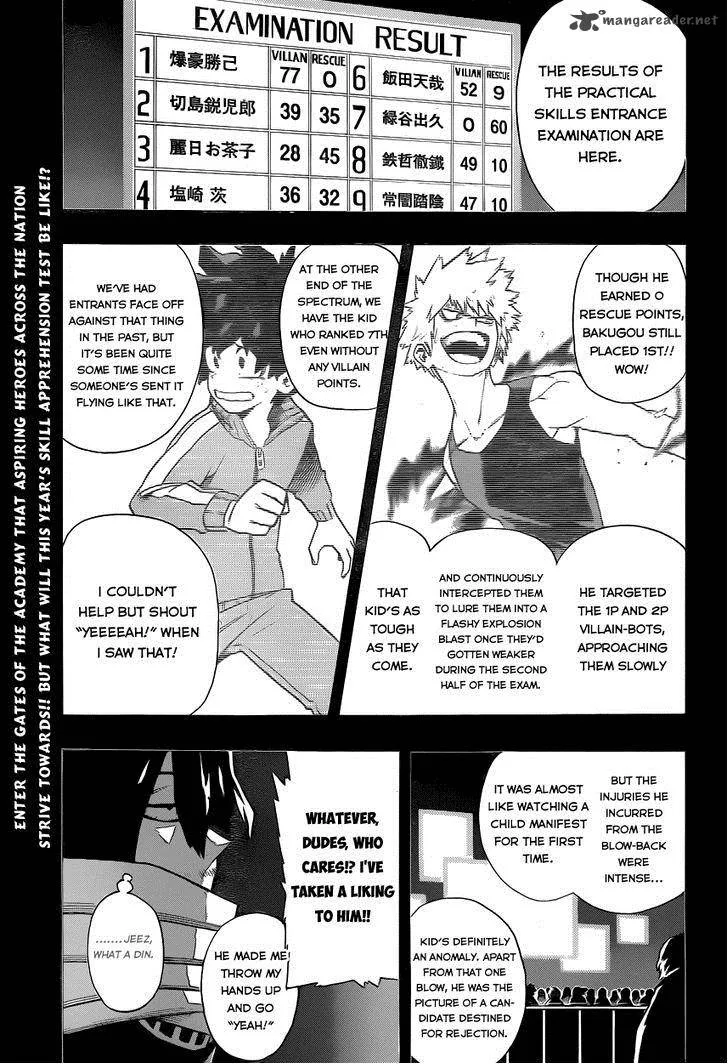 mangareader.net
EXAMINATION RESULT
VILLAN RESCUE VILLAN RESCUE
1 爆豪勝己 77 0 6 飯田天哉 52 9
2 切島鋭児郎 39 35 7 緑谷出久 0 60
3 麗日お茶子 28 45 8 鉄哲徹鐵 49 10
4 塩崎 茨 36 32 9 常闇踏陰 47 10
THE RESULTS OF
THE PRACTICAL
SKILLS ENTRANCE
EXAMINATION ARE
HERE.
ENTER THE GATES OF THE ACADEMY THAT ASPIRING HEROES ACROSS THE NATION
STRIVE TOWARDS!! BUT WHAT WILL THIS YEAR'S SKILL APPREHENSION TEST BE LIKE!?
THOUGH HE
EARNED 0
RESCUE POINTS,
BAKUGOU STILL
PLACED 1ST!!
WOW!
HE TARGETED
THE 1P AND 2P
VILLAIN-BOTS,
APPROACHING
THEM SLOWLY
AND CONTINUOUSLY
INTERCEPTED THEM
TO LURE THEM INTO A
FLASHY EXPLOSION
BLAST ONCE THEY'D
GOTTEN WEAKER
DURING THE SECOND
HALF OF THE EXAM.
THAT
KID'S AS
TOUGH
AS THEY
COME.
AT THE OTHER
END OF THE
SPECTRUM, WE
HAVE THE KID
WHO RANKED 7TH
EVEN WITHOUT
ANY VILLAIN
POINTS.
WE'VE HAD
ENTRANTS FACE OFF
AGAINST THAT THING
IN THE PAST, BUT
IT'S BEEN QUITE
SOME TIME SINCE
SOMEONE'S SENT IT
FLYING LIKE THAT.
I COULDN'T
HELP BUT SHOUT
"YEEEEAH!" WHEN
I SAW THAT!
BUT THE
INJURIES HE
INCURRED
FROM THE
BLOW-BACK
WERE
INTENSE...
IT WAS ALMOST
LIKE WATCHING A
CHILD MANIFEST
FOR THE FIRST
TIME.
KID'S DEFINITELY
AN ANOMALY. APART
FROM THAT ONE
BLOW, HE WAS THE
PICTURE OF A CAN-
DIDATE DESTINED
FOR REJECTION.
WHATEVER,
DUDES, WHO
CARES!? I'VE
TAKEN A LIKING
TO HIM!!
HE MADE ME
THROW MY
HANDS UP
AND GO
"YEAH!"
.......JEEZ,
WHAT A DIN.